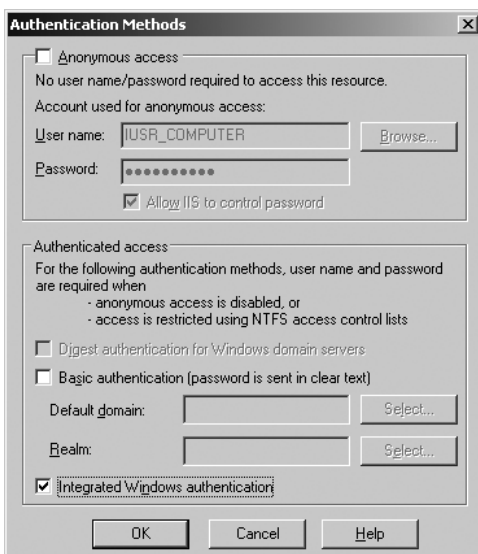 Authentication Methods
Anonymous access
No user name/password required to access this resource.
Account used for anonymous access:
User name: IUSR_COMPUTER Browse...
Password: ••••••••••
Allow IIS to control password
Authenticated access
For the following authentication methods, user name and password
are required when
- anonymous access is disabled, or
- access is restricted using NTFS access control lists
Digest authentication for Windows domain servers
Basic authentication (password is sent in clear text)
Default domain: Select...
Realm: Select...
Integrated Windows authentication
OK Cancel Help